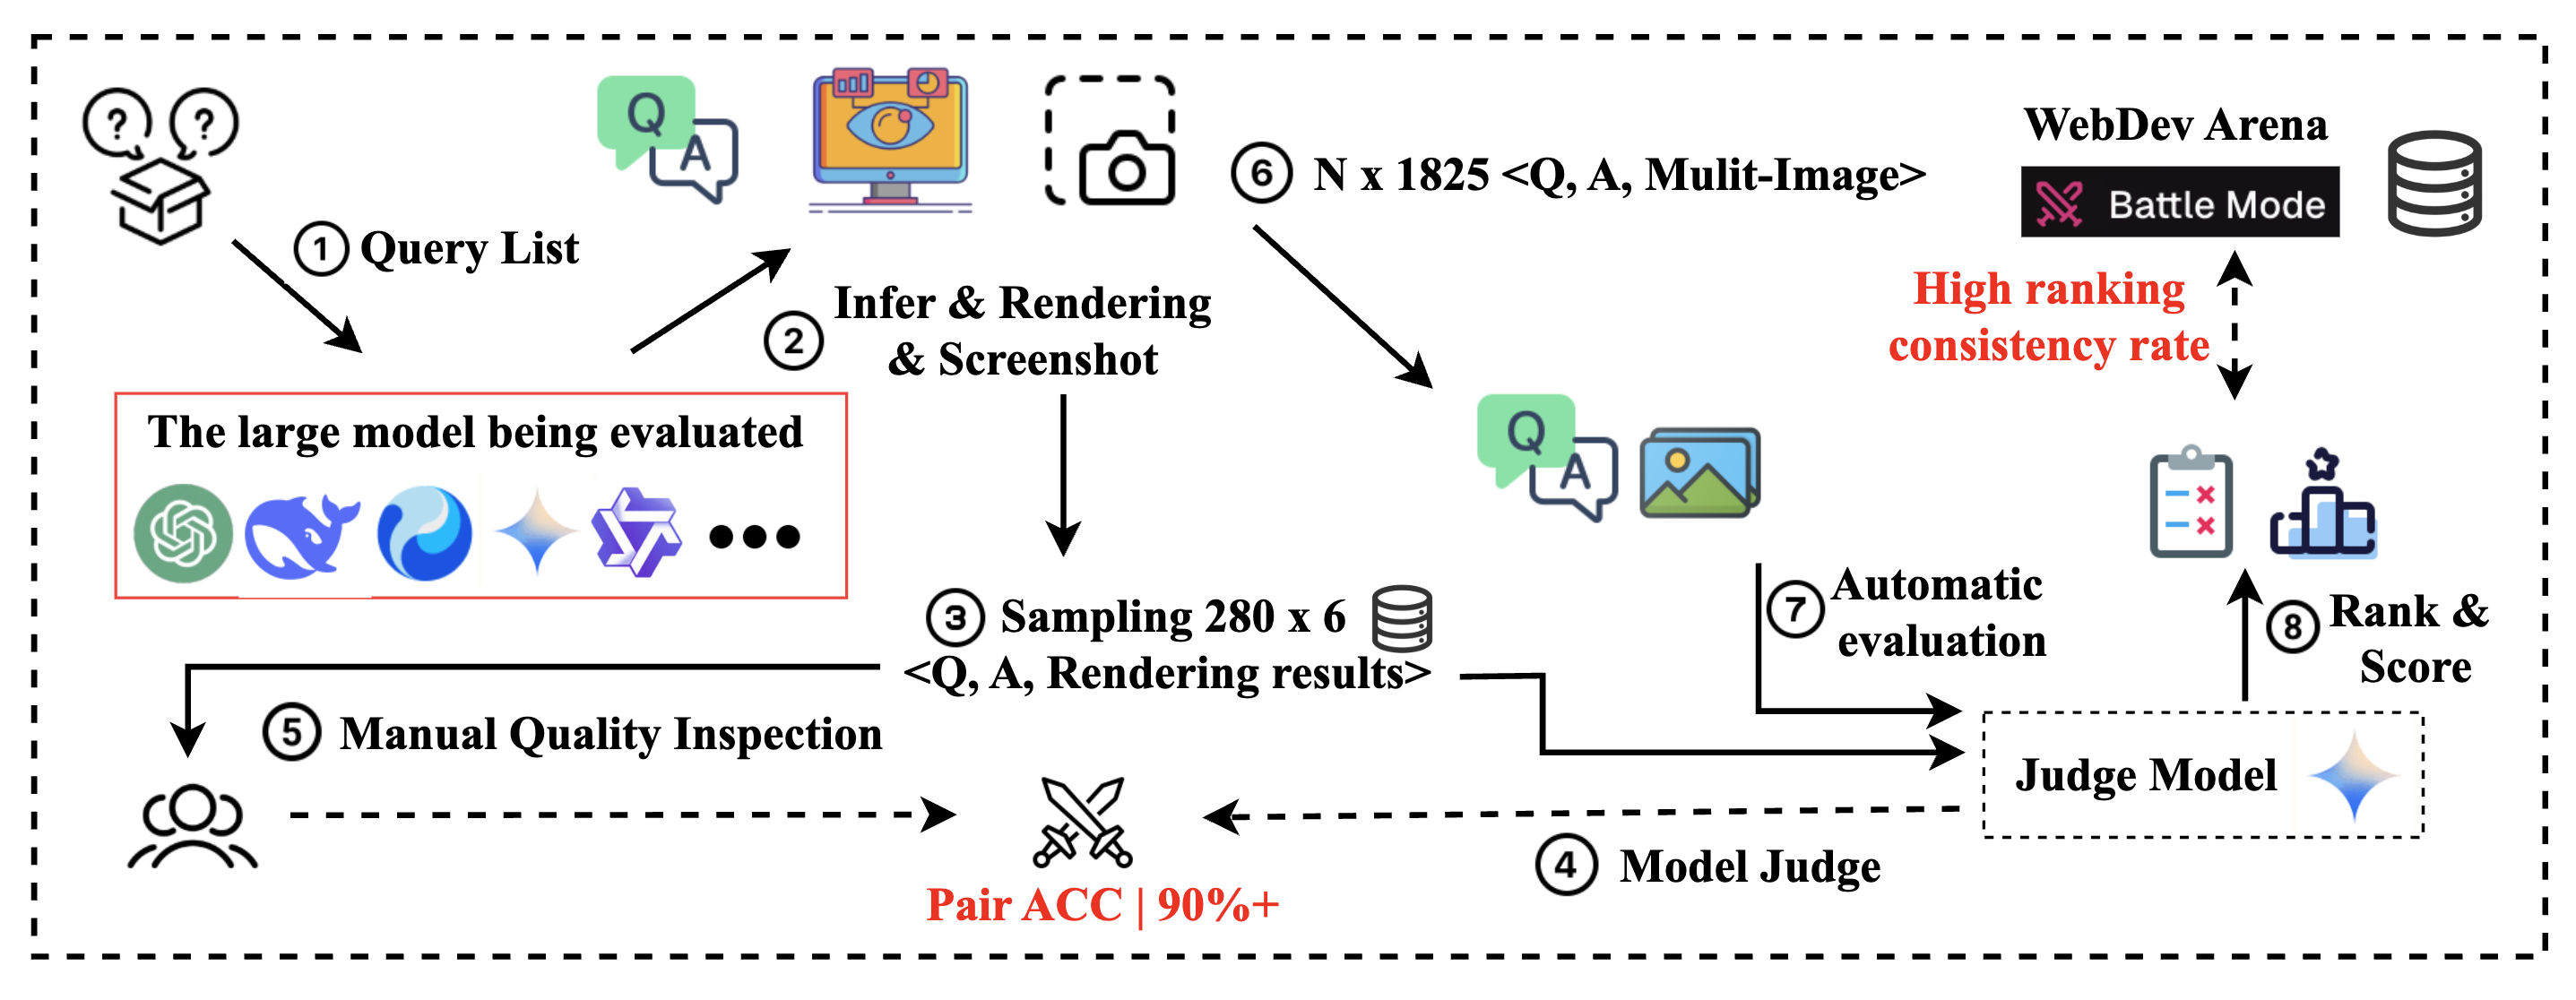 ? ?
① Query List
The large model being evaluated
Q
A
② Infer & Rendering
& Screenshot
③ Sampling 280 x 6
<Q, A, Rendering results>
⑤ Manual Quality Inspection
Pair ACC | 90%+
④ Model Judge
⑥ N x 1825 <Q, A, Mulit-Image>
Q
A
⑦ Automatic
evaluation
Judge Model
⑧ Rank &
Score
High ranking
consistency rate
WebDev Arena
Battle Mode